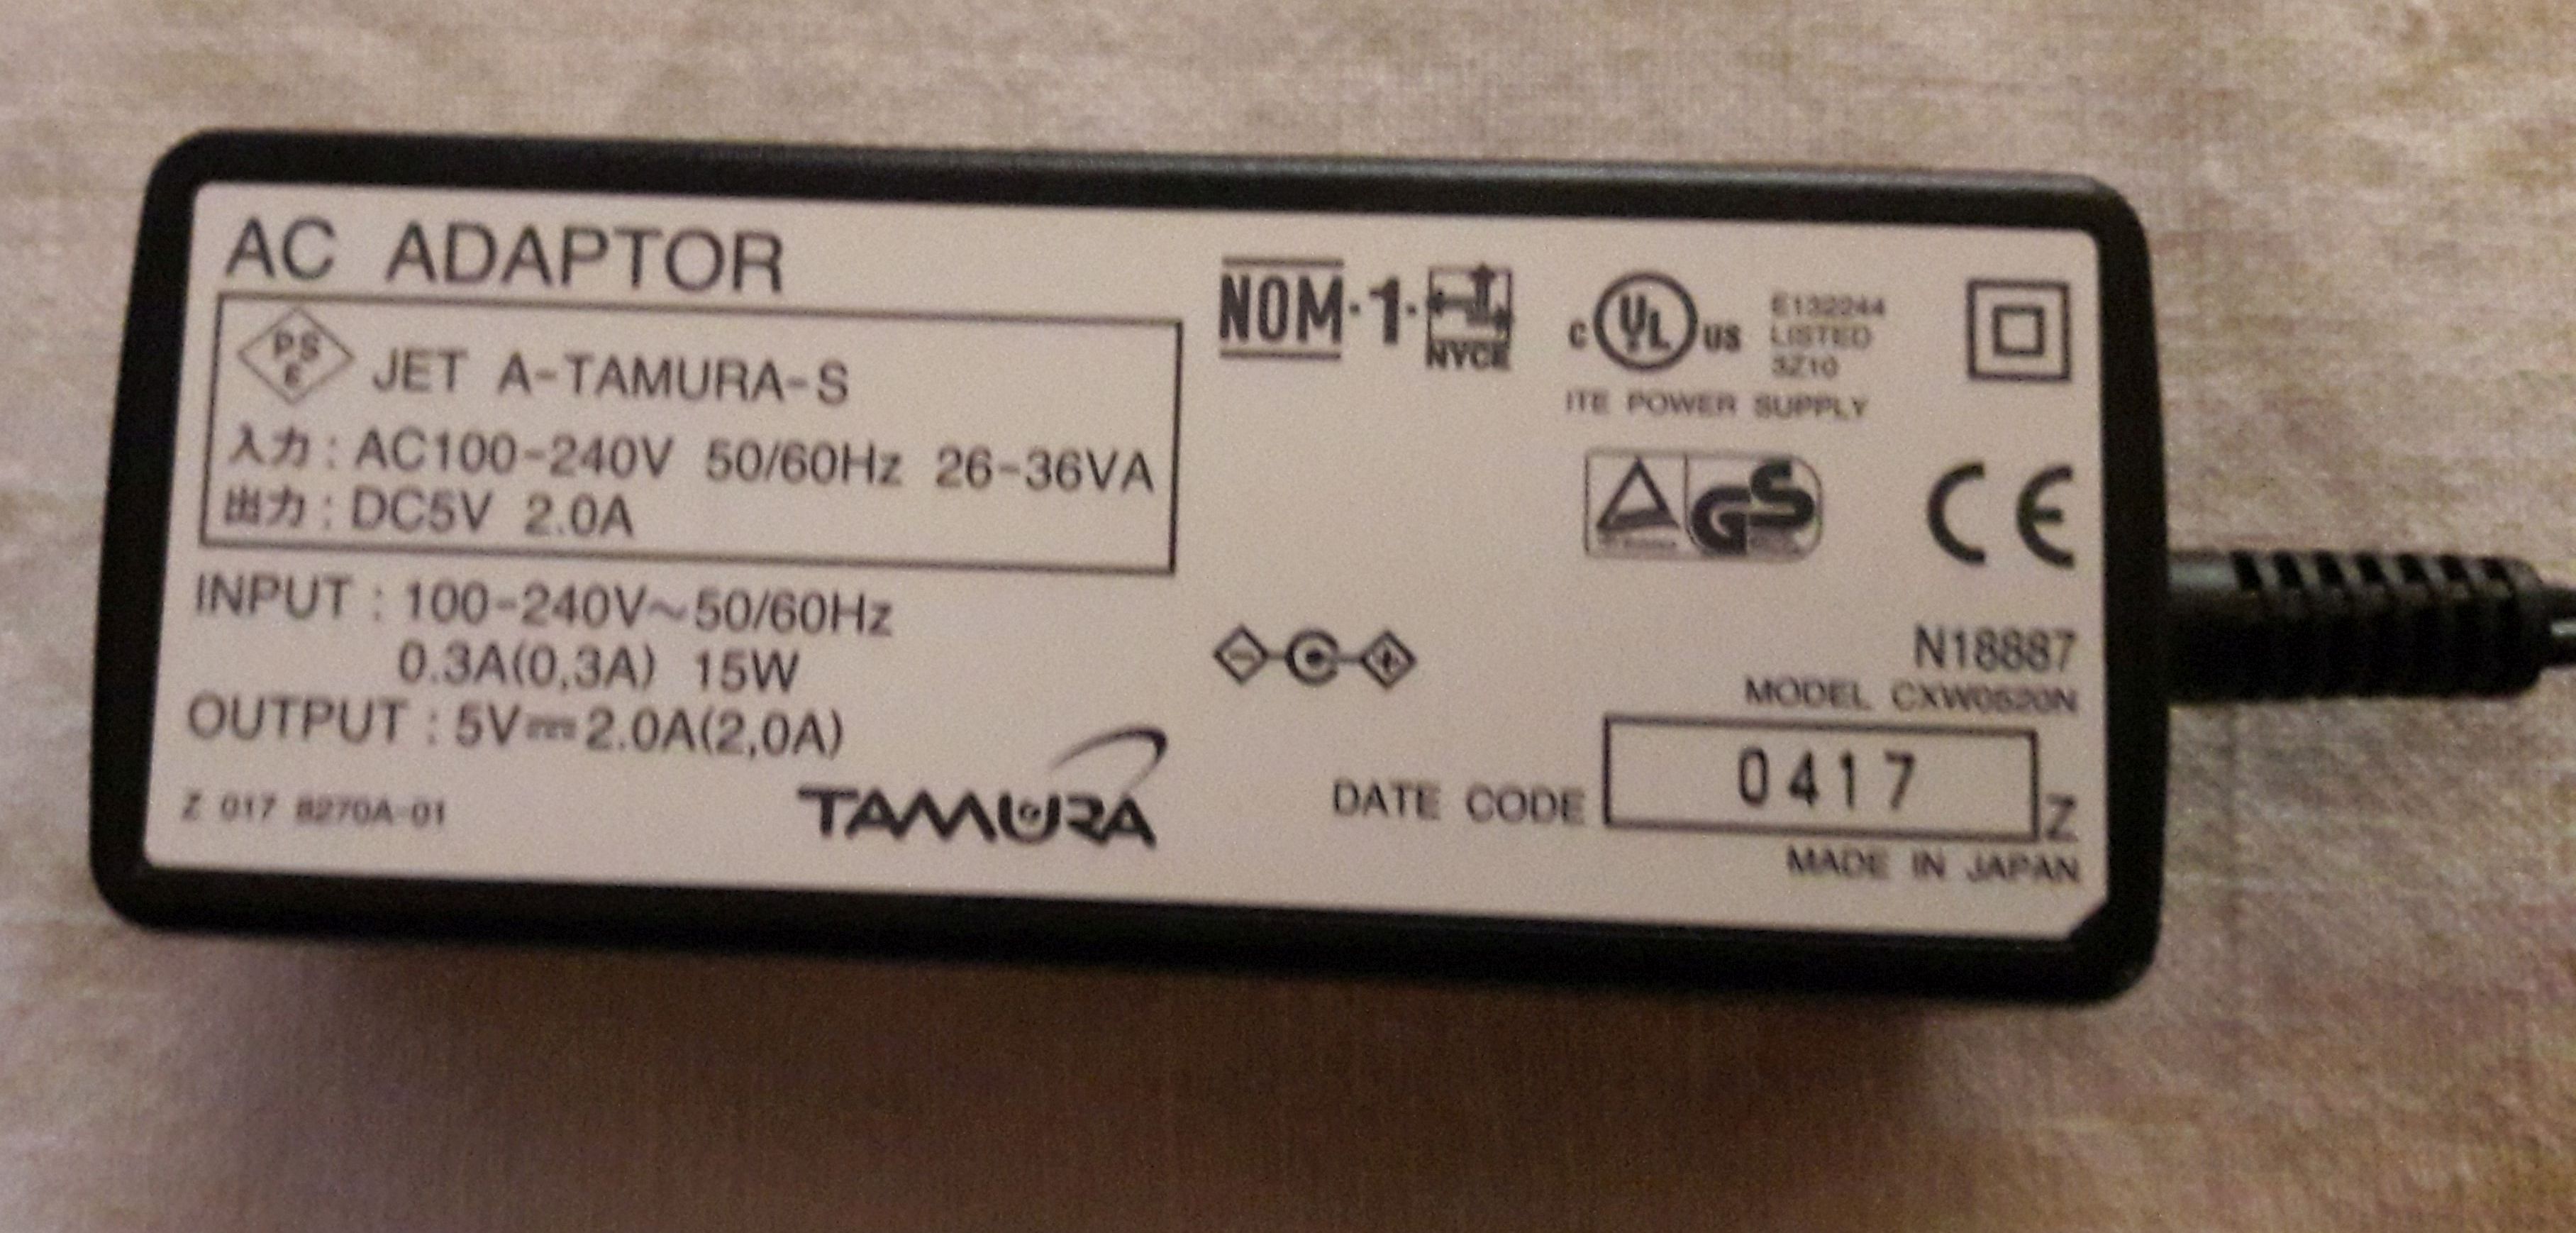 AC ADAPTOR
PS
E
JET A-TAMURA-S
入力 : AC100-240V 50/60Hz 26-36VA
出力 : DC5V 2.0A
INPUT : 100-240V~50/60Hz
0.3A(0,3A) 15W
OUTPUT : 5V⎓2.0A(2,0A)
Z 017 8270A-01
TAMURA
NOM·1·
NYCE
C UL US
E132244
LISTED
3Z10
ITE POWER SUPPLY
GS
CE
N18887
MODEL CXW0520N
DATE CODE 0417 Z
MADE IN JAPAN